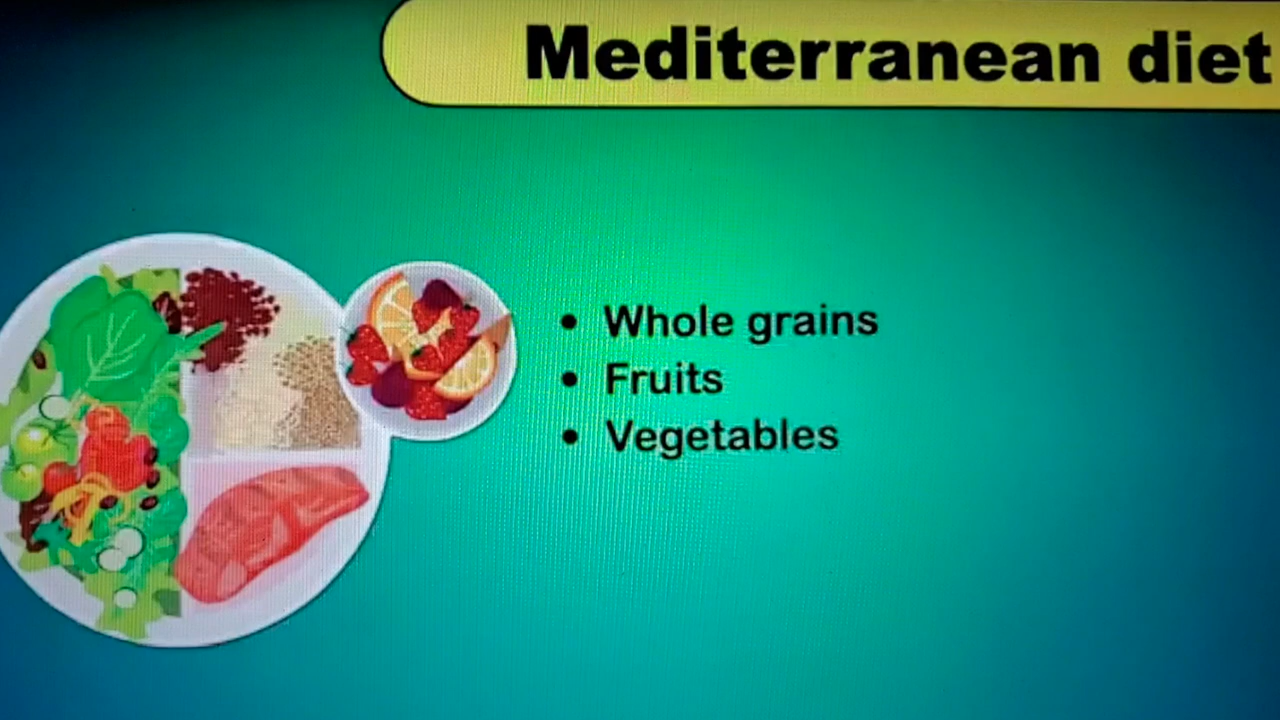 Mediterranean diet
• Whole grains
• Fruits
• Vegetables